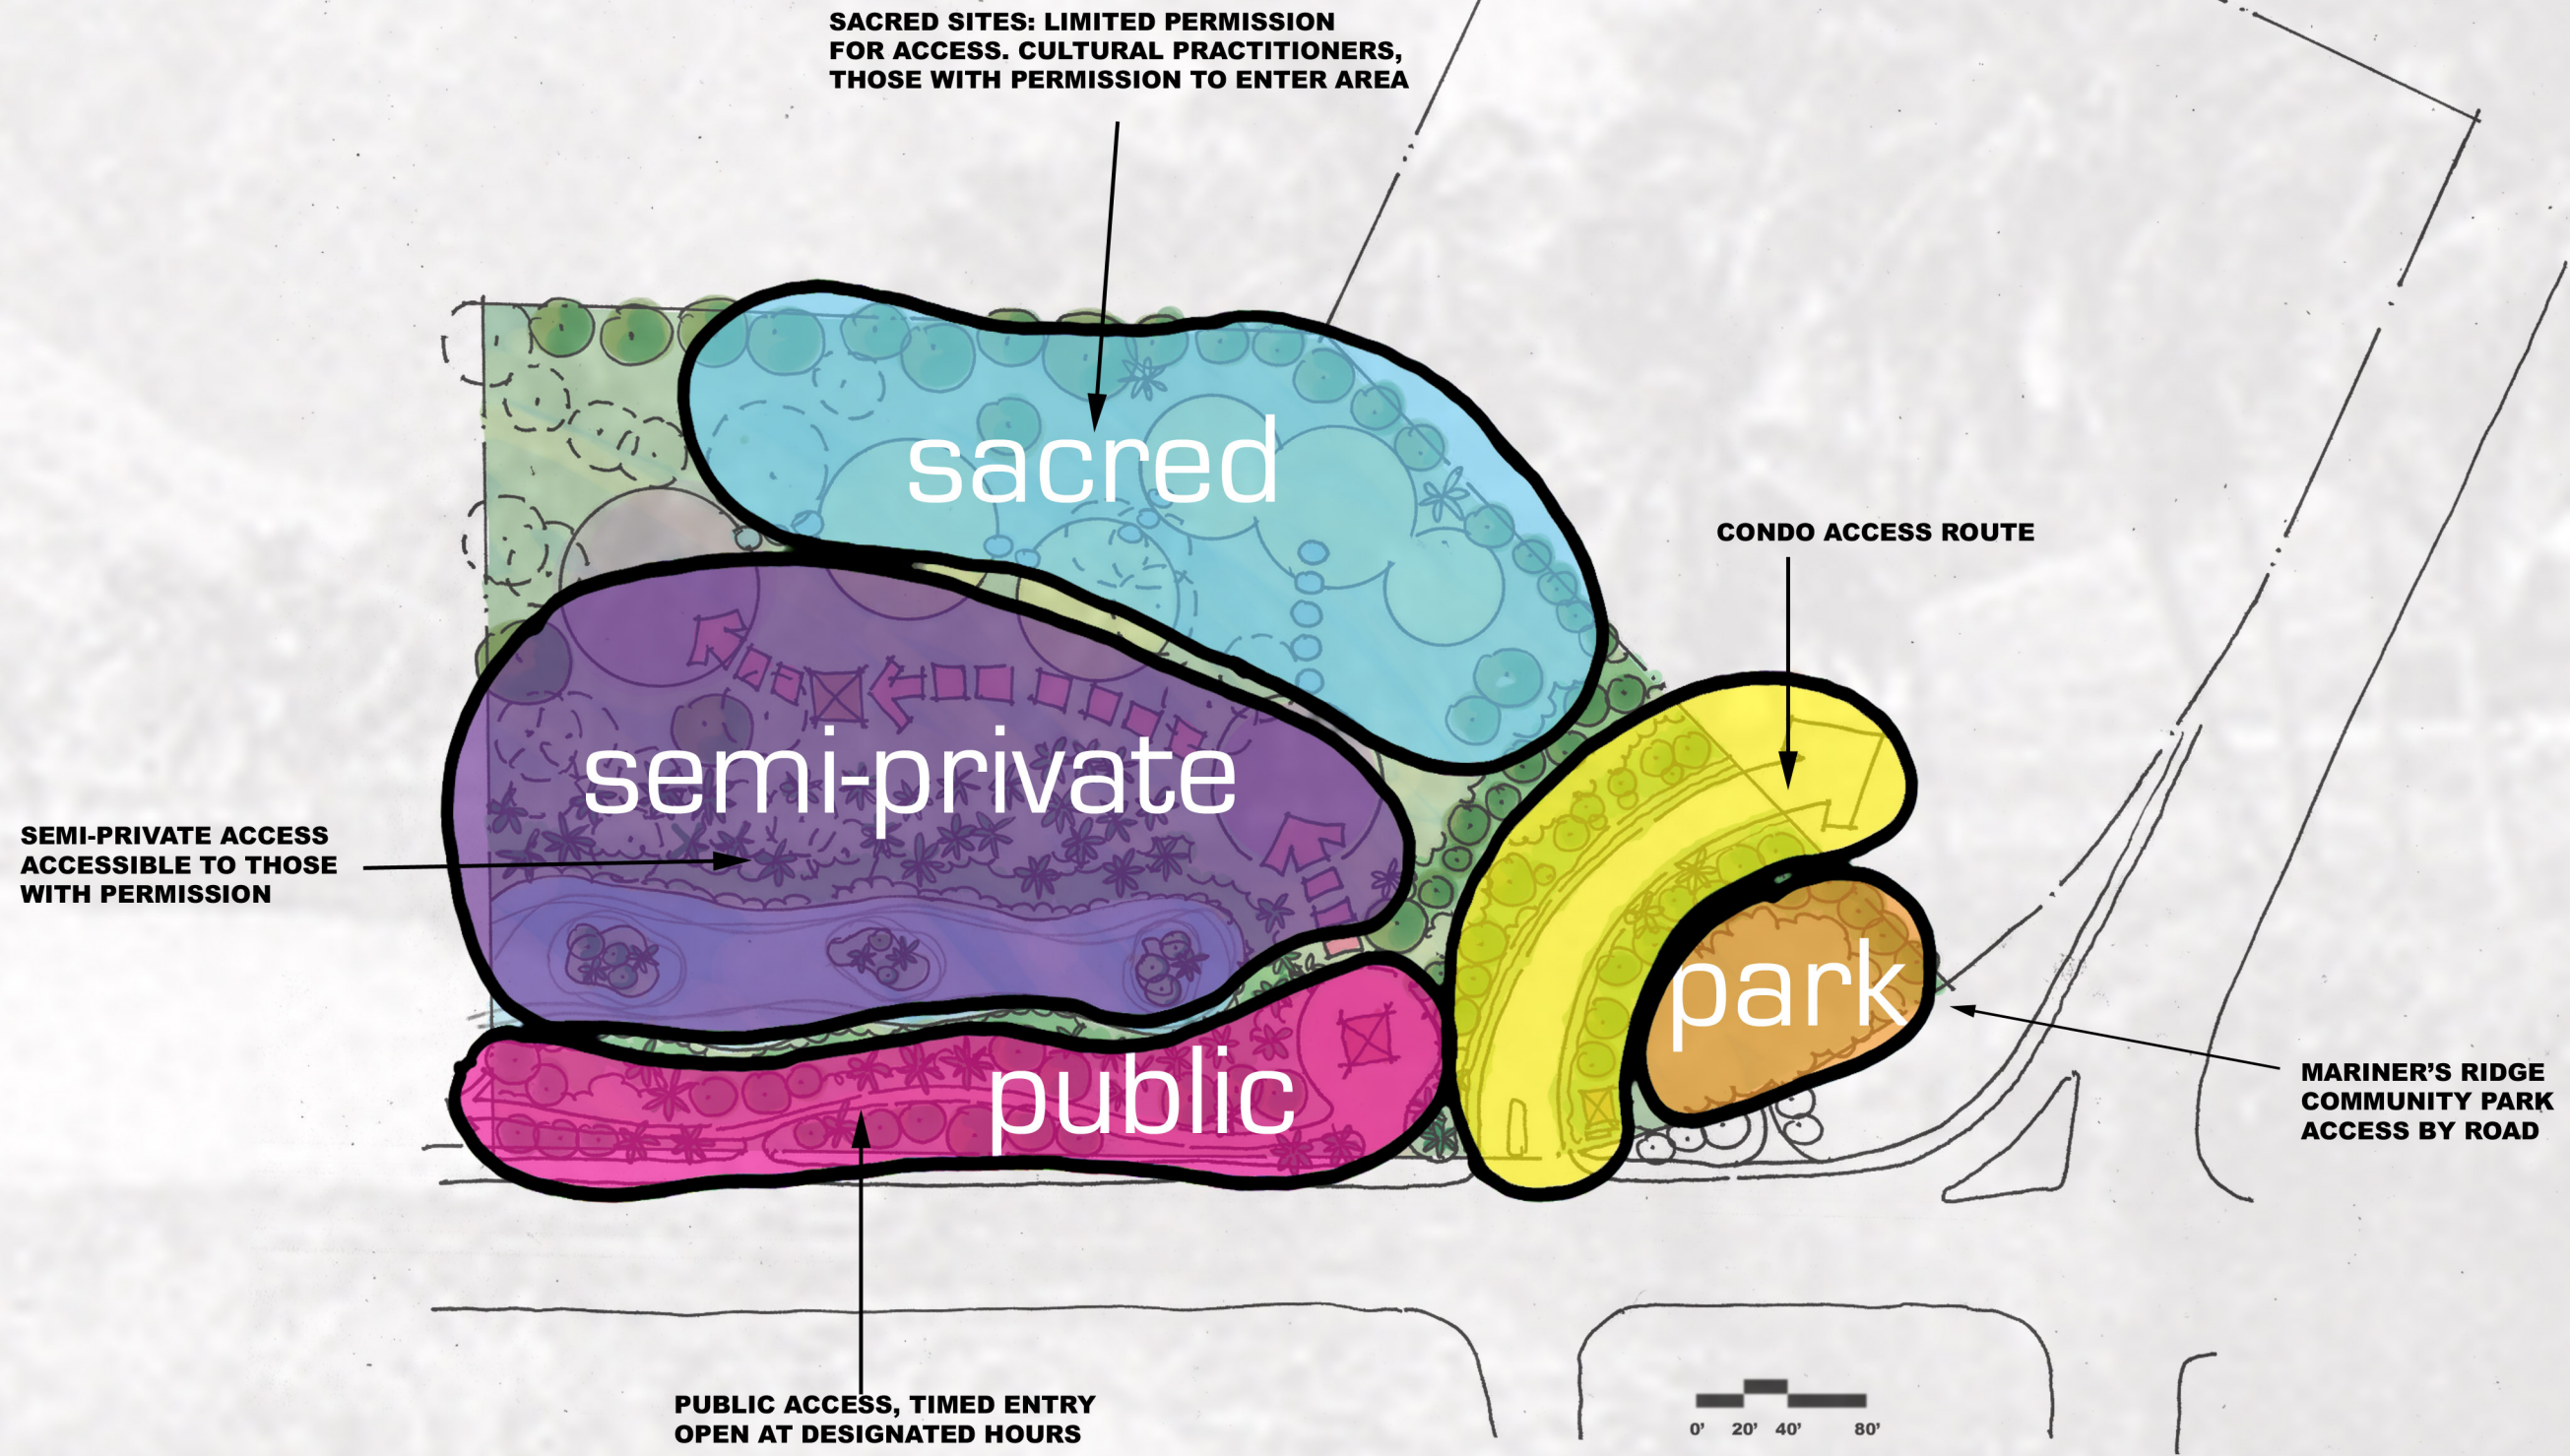 SACRED SITES: LIMITED PERMISSION
FOR ACCESS. CULTURAL PRACTITIONERS,
THOSE WITH PERMISSION TO ENTER AREA
sacred
CONDO ACCESS ROUTE
semi-private
SEMI-PRIVATE ACCESS
ACCESSIBLE TO THOSE
WITH PERMISSION
park
MARINER'S RIDGE
COMMUNITY PARK
ACCESS BY ROAD
public
PUBLIC ACCESS, TIMED ENTRY
OPEN AT DESIGNATED HOURS
0' 20' 40' 80'